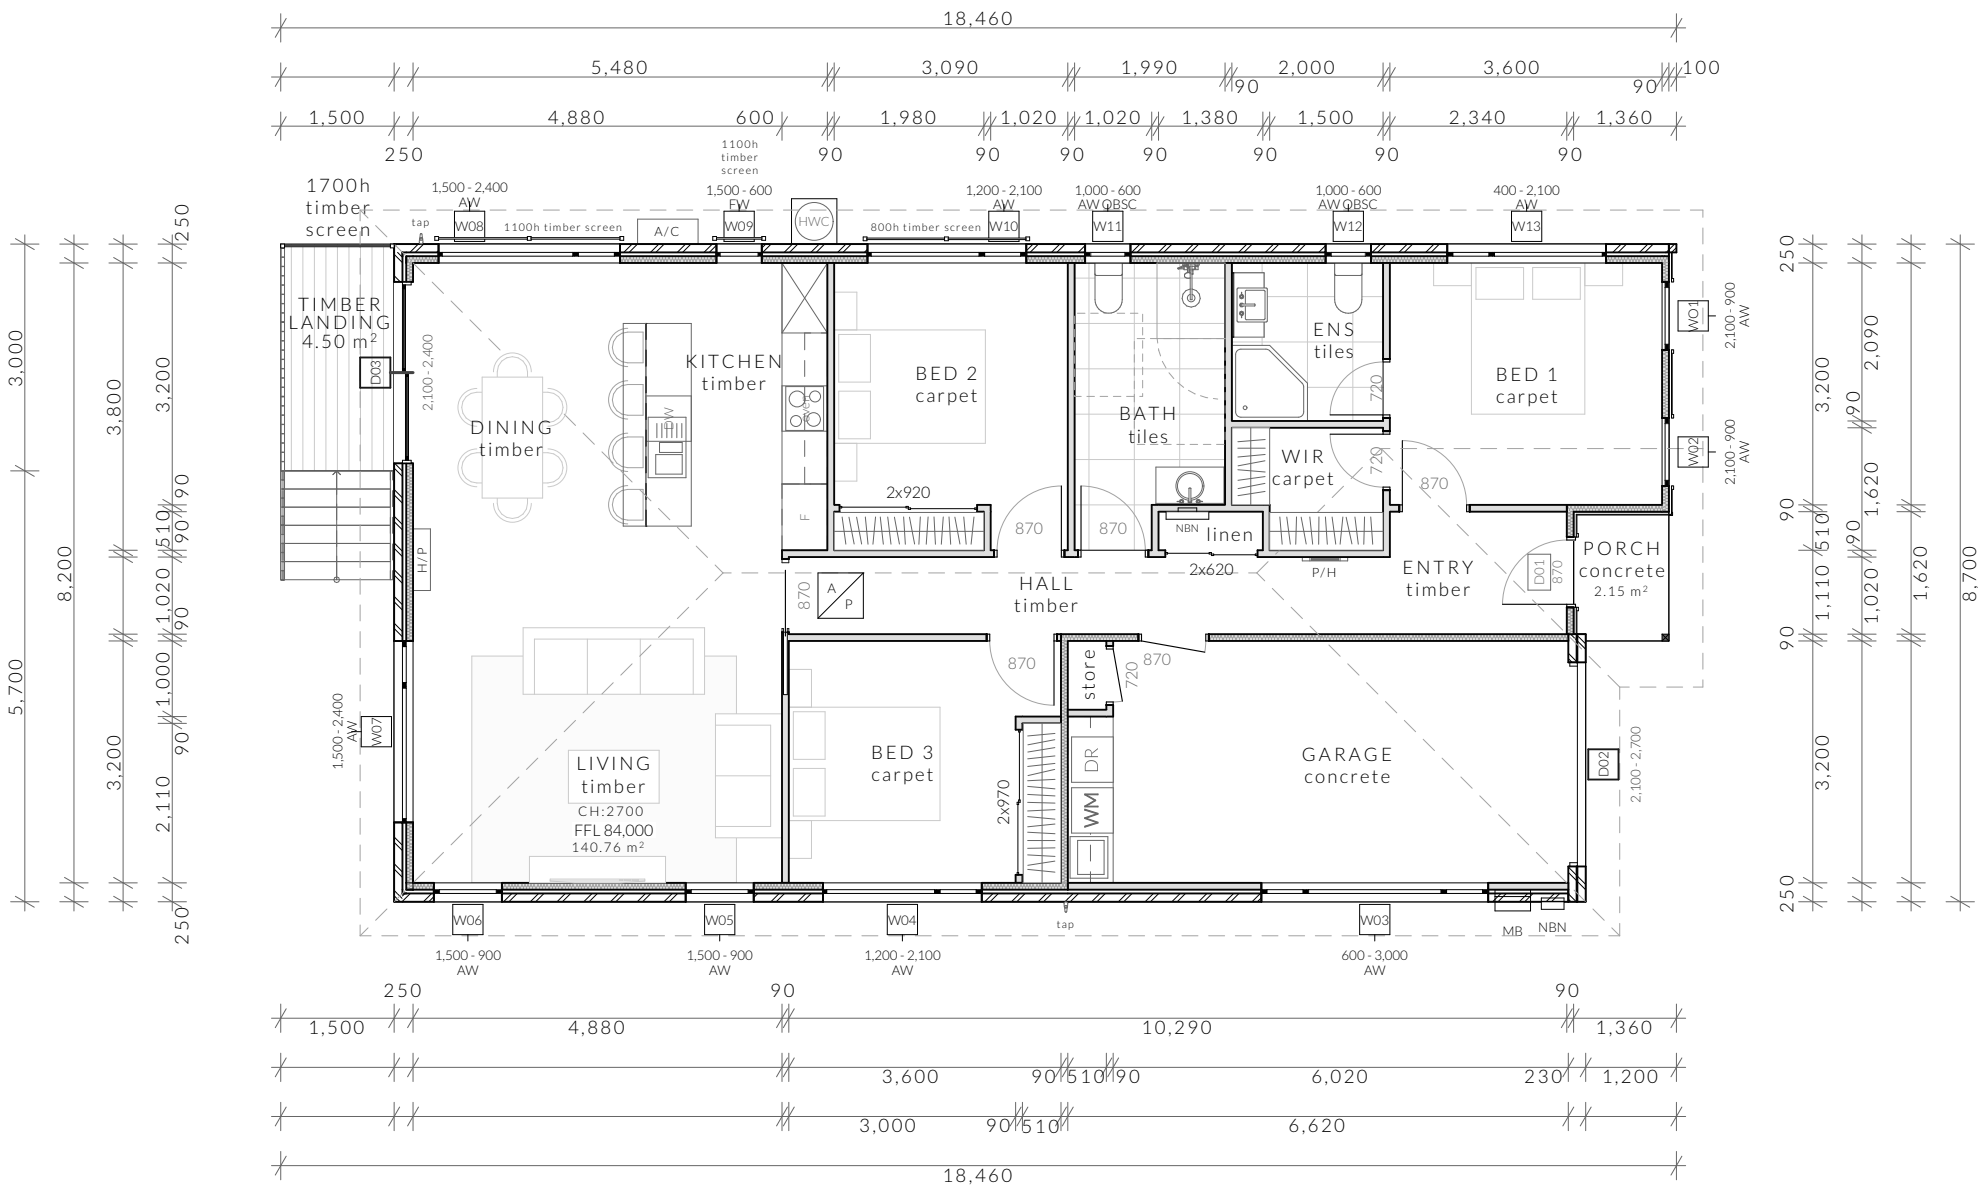 18,460
5,480
3,090
1,990
2,000
3,600
100
90
90
1,500
4,880
600
1,980
1,020
1,020
1,380
1,500
2,340
1,360
250
90
90
90
90
90
90
90
1100h
timber
screen
1700h
timber
screen
1,500 - 2,400
AW
W08
tap
1100h timber screen
A/C
1,500 - 600
FW
W09
HWC
800h timber screen
1,200 - 2,100
AW
W10
1,000 - 600
AW OBSC
W11
1,000 - 600
AW OBSC
W12
400 - 2,100
AW
W13
250
3,000
5,700
8,200
3,800
3,200
3,200
90
510
90
1,020
90
1,000
90
2,110
250
TIMBER
LANDING
4.50 m²
D03
2,100 - 2,400
H/P
1,500 - 2,400
AW
W07
DINING
timber
KITCHEN
timber
DW
F
BED 2
carpet
2x920
870
BATH
tiles
870
NBN
linen
2x620
ENS
tiles
720
WIR
carpet
720
BED 1
carpet
870
WO1
2,100 - 900
AW
W02
2,100 - 900
AW
P/H
HALL
timber
870
A
P
ENTRY
timber
D01
870
PORCH
concrete
2.15 m²
LIVING
timber
CH:2700
FFL 84,000
140.76 m²
BED 3
carpet
870
2x970
store
720
870
DR
WM
GARAGE
concrete
D02
2,100 - 2,700
250
3,200
90
510
1,110
90
3,200
250
2,090
90
1,620
90
1,020
1,620
8,700
W06
1,500 - 900
AW
W05
1,500 - 900
AW
W04
1,200 - 2,100
AW
tap
W03
600 - 3,000
AW
MB
NBN
250
90
90
1,500
4,880
10,290
1,360
3,600
90
510
90
6,020
230
1,200
3,000
90
510
6,620
18,460